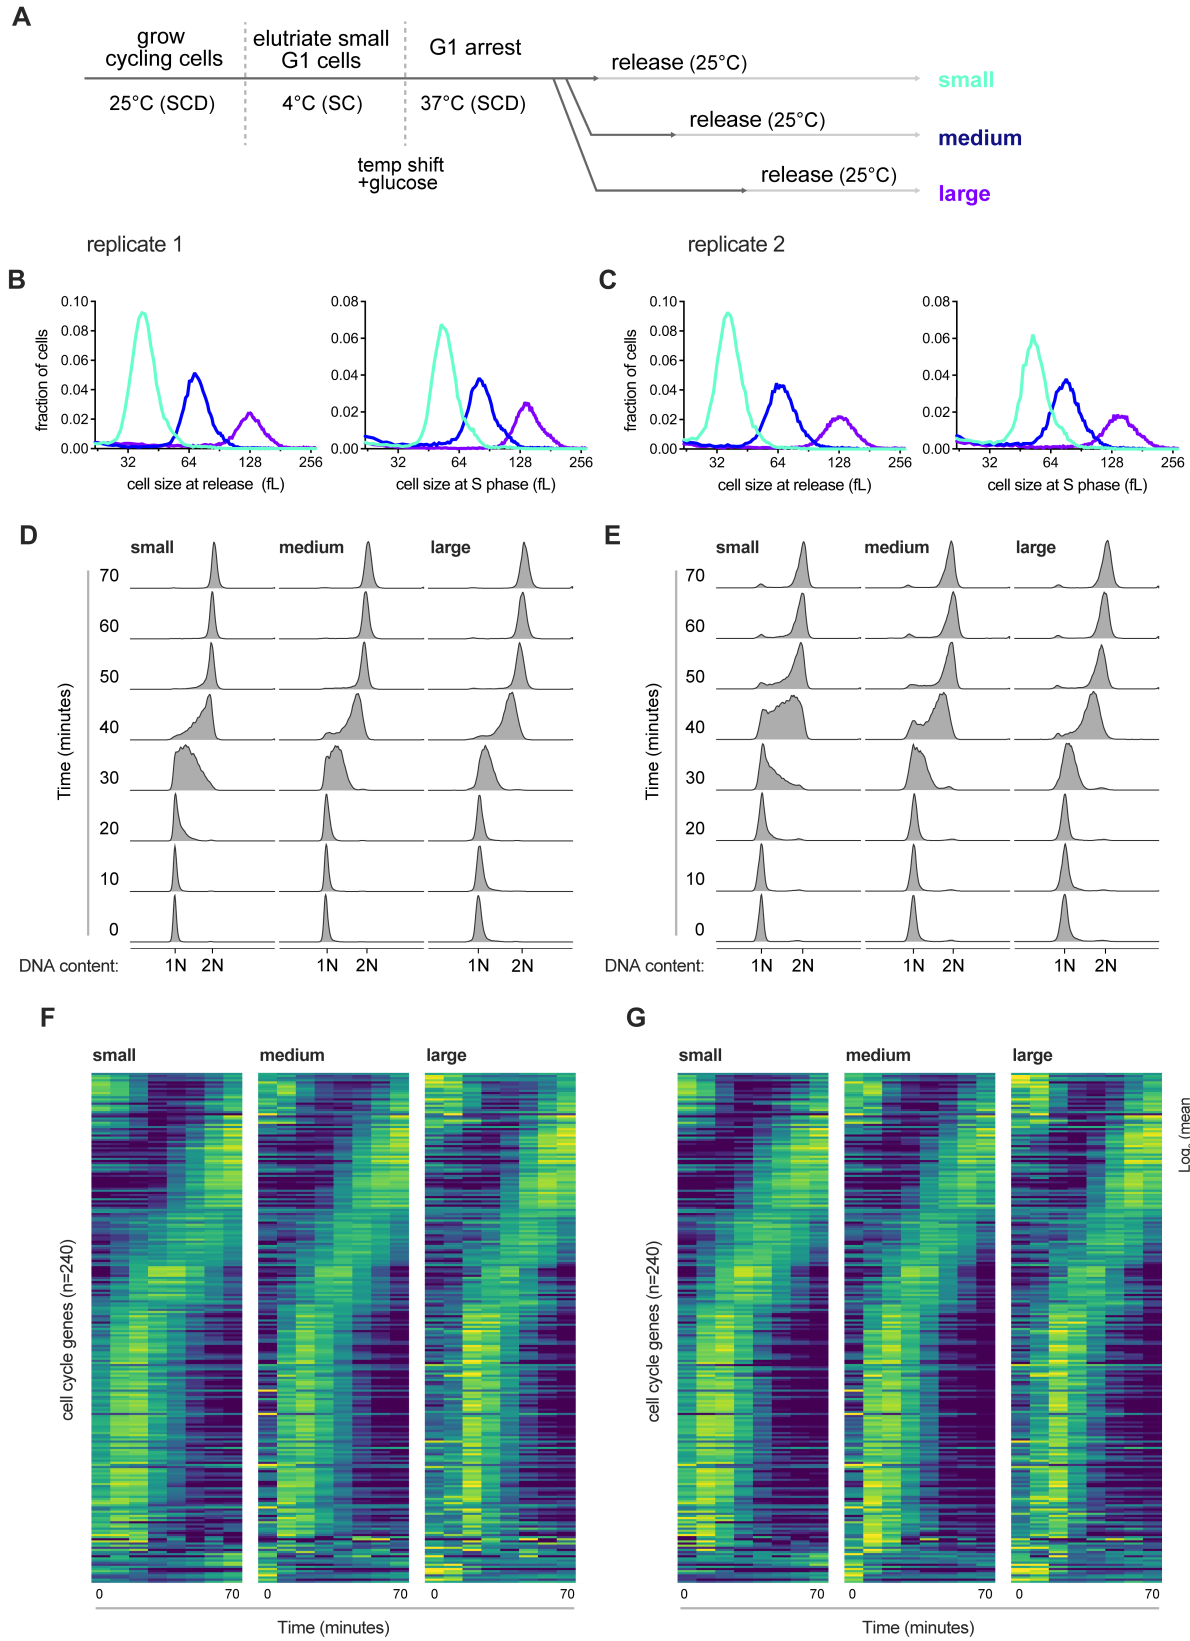 A
grow
cycling cells
elutriate small
G1 cells
G1 arrest
release (25°C)
small
25°C (SCD)
4°C (SC)
37°C (SCD)
release (25°C)
medium
temp shift
+glucose
release (25°C)
large
replicate 1
replicate 2
B
C
fraction of cells
0.10
0.08
0.06
0.04
0.02
0.00
32
64
128
256
cell size at release (fL)
0.08
0.06
0.04
0.02
0.00
32
64
128
256
cell size at S phase (fL)
fraction of cells
0.10
0.08
0.06
0.04
0.02
0.00
32
64
128
256
cell size at release (fL)
0.08
0.06
0.04
0.02
0.00
32
64
128
256
cell size at S phase (fL)
D
small
medium
large
Time (minutes)
70
60
50
40
30
20
10
0
DNA content:
1N
2N
1N
2N
1N
2N
E
small
medium
large
Time (minutes)
70
60
50
40
30
20
10
0
DNA content:
1N
2N
1N
2N
1N
2N
F
small
medium
large
cell cycle genes (n=240)
0
70
0
70
0
70
Time (minutes)
G
small
medium
large
cell cycle genes (n=240)
0
70
0
70
0
70
Time (minutes)
(mean